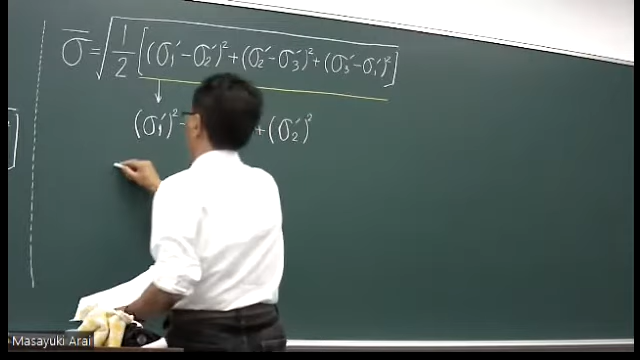 σ̄ = √ 1/2 [(σ₁′ − σ₂′)² + (σ₂′ − σ₃′)² + (σ₃′ − σ₁′)²]
(σ₁′)² − + (σ₂′)²
Masayuki Arai